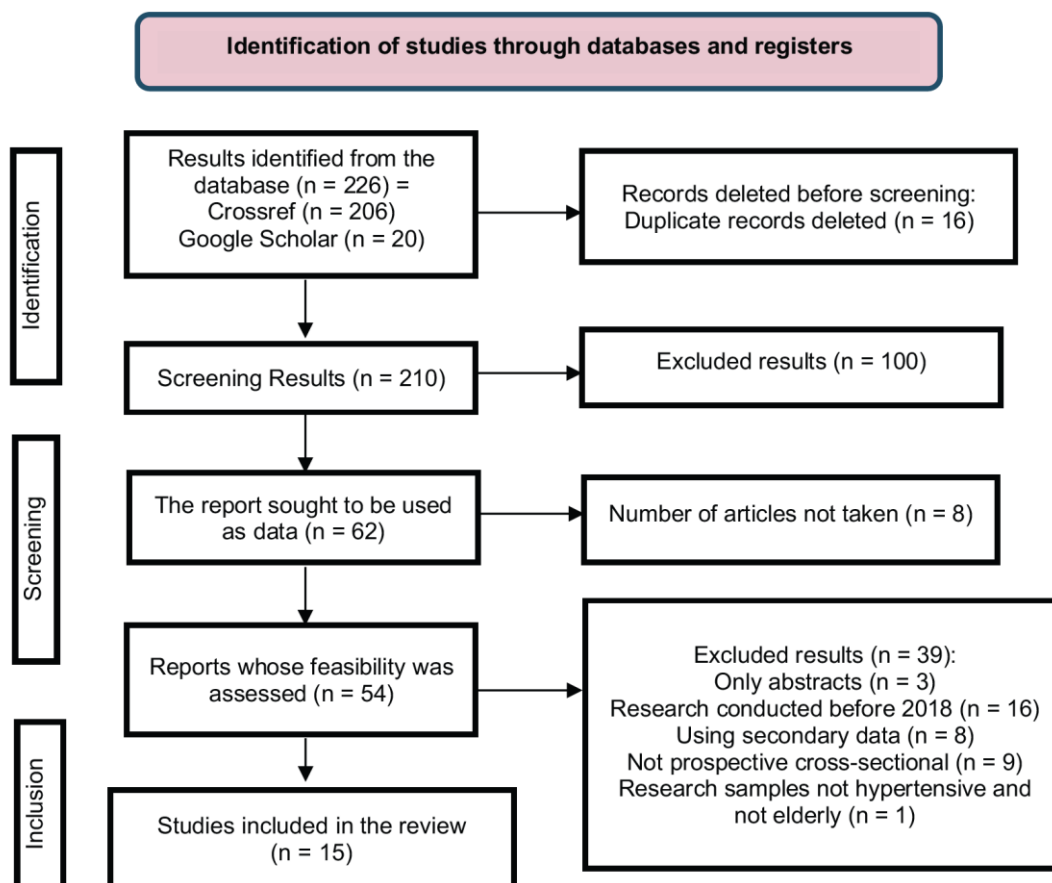 Identification of studies through databases and registers
Identification
Results identified from the
database (n = 226) =
Crossref (n = 206)
Google Scholar (n = 20)
Records deleted before screening:
Duplicate records deleted (n = 16)
Screening Results (n = 210)
Excluded results (n = 100)
Screening
The report sought to be used
as data (n = 62)
Number of articles not taken (n = 8)
Reports whose feasibility was
assessed (n = 54)
Excluded results (n = 39):
Only abstracts (n = 3)
Research conducted before 2018 (n = 16)
Using secondary data (n = 8)
Not prospective cross-sectional (n = 9)
Research samples not hypertensive and
not elderly (n = 1)
Inclusion
Studies included in the review
(n = 15)